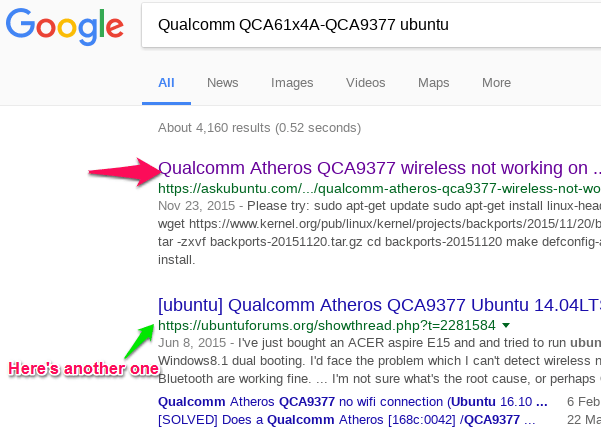 Google
Qualcomm QCA61x4A-QCA9377 ubuntu
All News Images Videos Maps More
About 4,160 results (0.52 seconds)
Qualcomm Atheros QCA9377 wireless not working on ..
https://askubuntu.com/.../qualcomm-atheros-qca9377-wireless-not-wo
Nov 23, 2015 - Please try: sudo apt-get update sudo apt-get install linux-head
wget https://www.kernel.org/pub/linux/kernel/projects/backports/2015/11/20/b
tar -zxvf backports-20151120.tar.gz cd backports-20151120 make defconfig-a
install.
[ubuntu] Qualcomm Atheros QCA9377 Ubuntu 14.04LTS
https://ubuntuforums.org/showthread.php?t=2281584
Jun 8, 2015 - I've just bought an ACER aspire E15 and and tried to run ubun
Here's another one
Windows8.1 dual booting. I'd face the problem which I can't detect wireless n
Bluetooth are working fine. ... I'm not sure what's the root cause, or perhaps
Qualcomm Atheros QCA9377 no wifi connection (Ubuntu 16.10 ... 6 Feb
[SOLVED] Does a Qualcomm Atheros [168c:0042] /QCA9377 ... 22 Ma